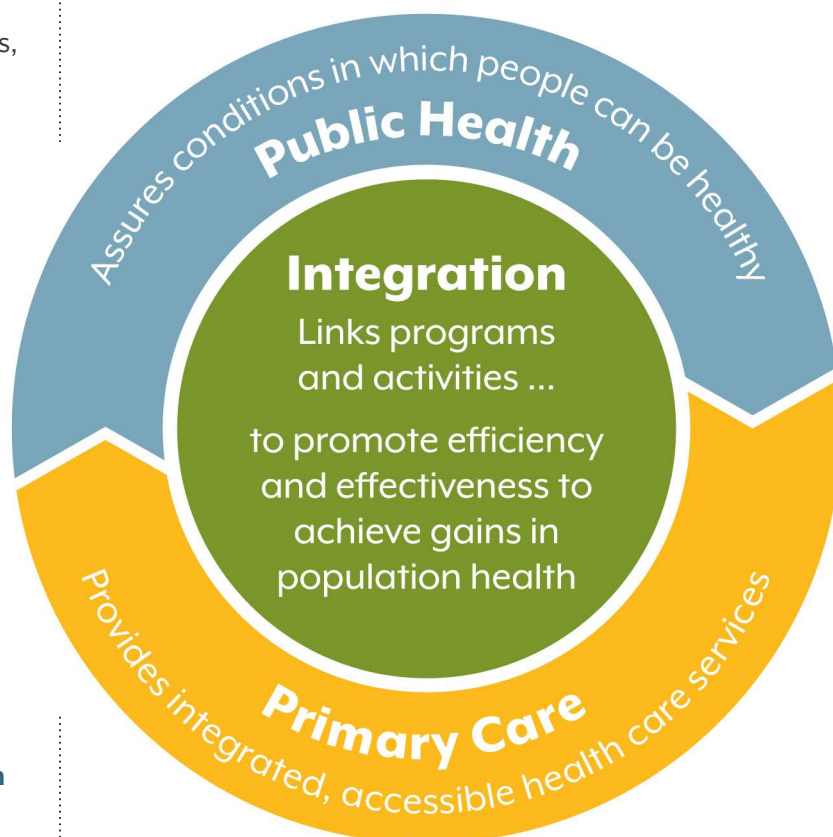 s,
Assures conditions in which people can be healthy
Public Health
Integration
Links programs
and activities ...
to promote efficiency
and effectiveness to
achieve gains in
population health
Primary Care
Provides integrated, accessible health care services
n